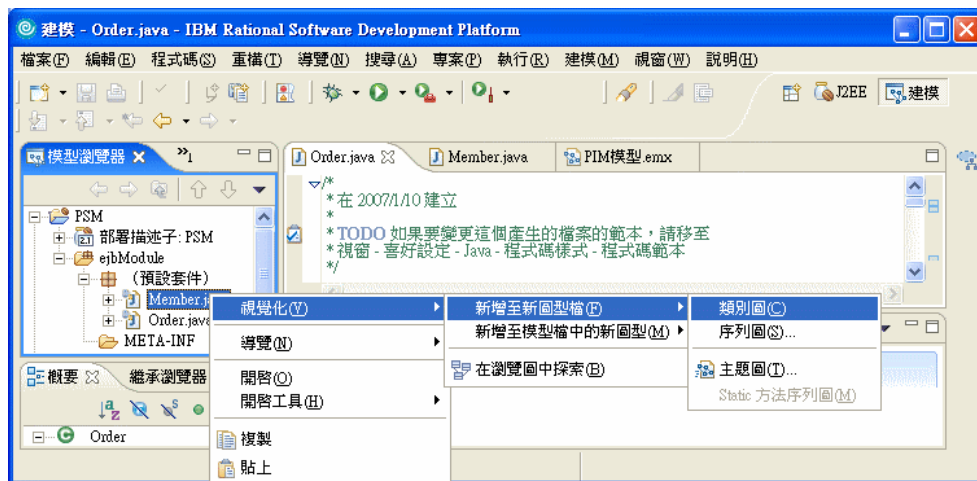 建模 - Order.java - IBM Rational Software Development Platform
檔案(F) 編輯(E) 程式碼(S) 重構(T) 導覽(N) 搜尋(A) 專案(P) 執行(R) 建模(M) 視窗(W) 說明(H)
J2EE 建模
模型瀏覽器 1
Order.java Member.java PIM模型.emx
/*
* 在 2007/1/10 建立
*
* TODO 如果要變更這個產生的檔案的範本，請移至
* 視窗 - 喜好設定 - Java - 程式碼樣式 - 程式碼範本
*/
PSM
部署描述子: PSM
ejbModule
（預設套件）
Member.j
Order.java
META-INF
視覺化(V)
導覽(N)
開啓(O)
開啓工具(H)
複製
貼上
新增至新圖型檔(F)
新增至模型檔中的新圖型(M)
在瀏覽圖中探索(B)
類別圖(C)
序列圖(S)...
主題圖(T)...
Static 方法序列圖(M)
概要 繼承瀏覽器
Order